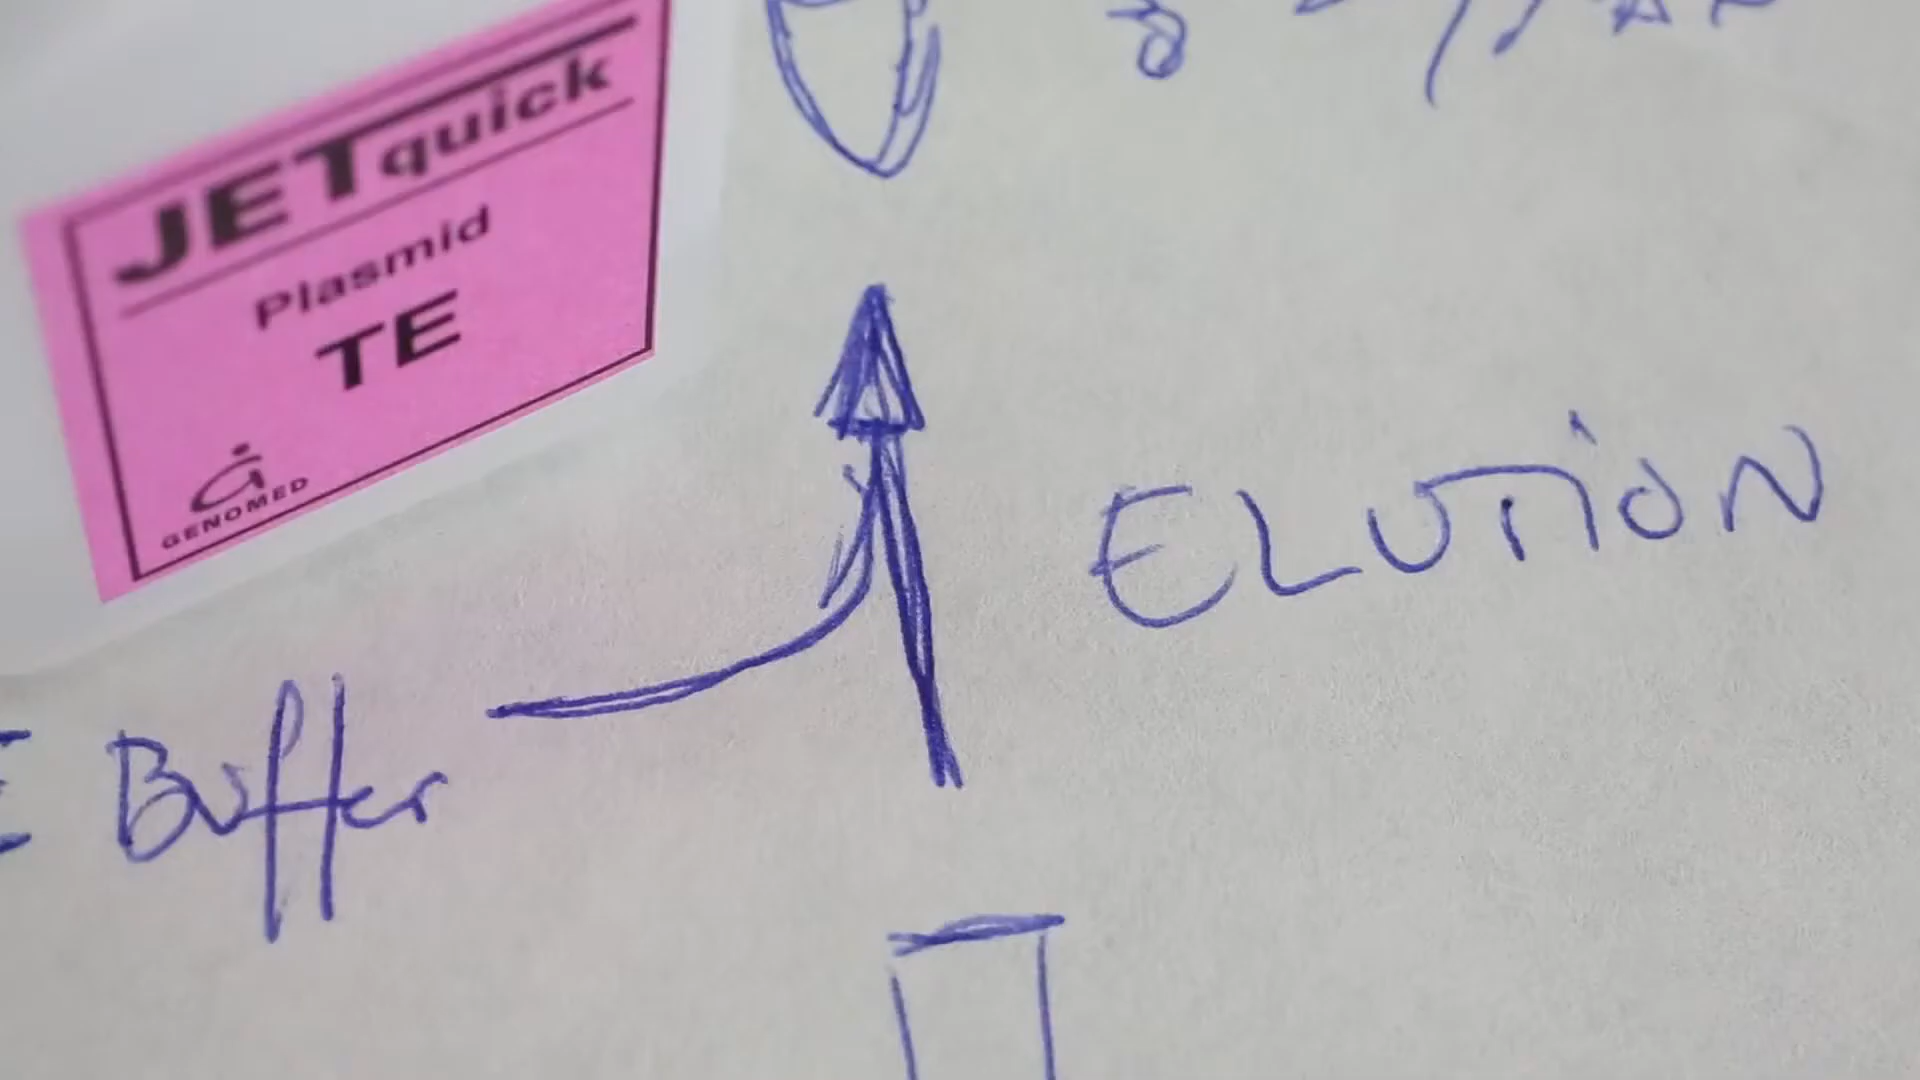 JETquick
Plasmid
TE
GENOMED
ELUTION
E Buffer